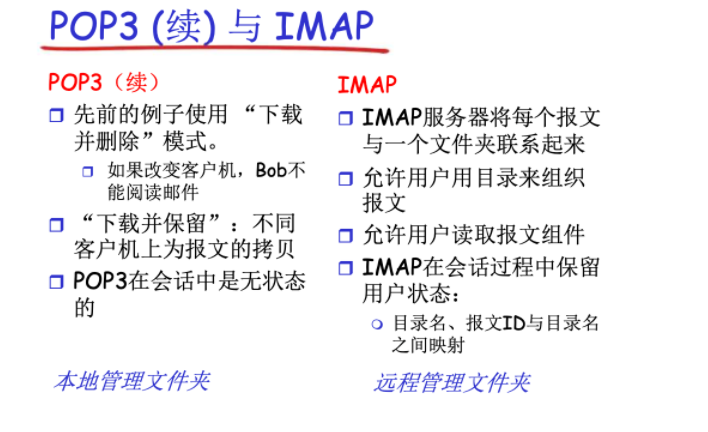 POP3 (续) 与 IMAP
POP3（续）
先前的例子使用 “下载
并删除”模式。
如果改变客户机，Bob不
能阅读邮件
“下载并保留”：不同
客户机上为报文的拷贝
POP3在会话中是无状态
的
本地管理文件夹
IMAP
IMAP服务器将每个报文
与一个文件夹联系起来
允许用户用目录来组织
报文
允许用户读取报文组件
IMAP在会话过程中保留
用户状态：
目录名、报文ID与目录名
之间映射
远程管理文件夹